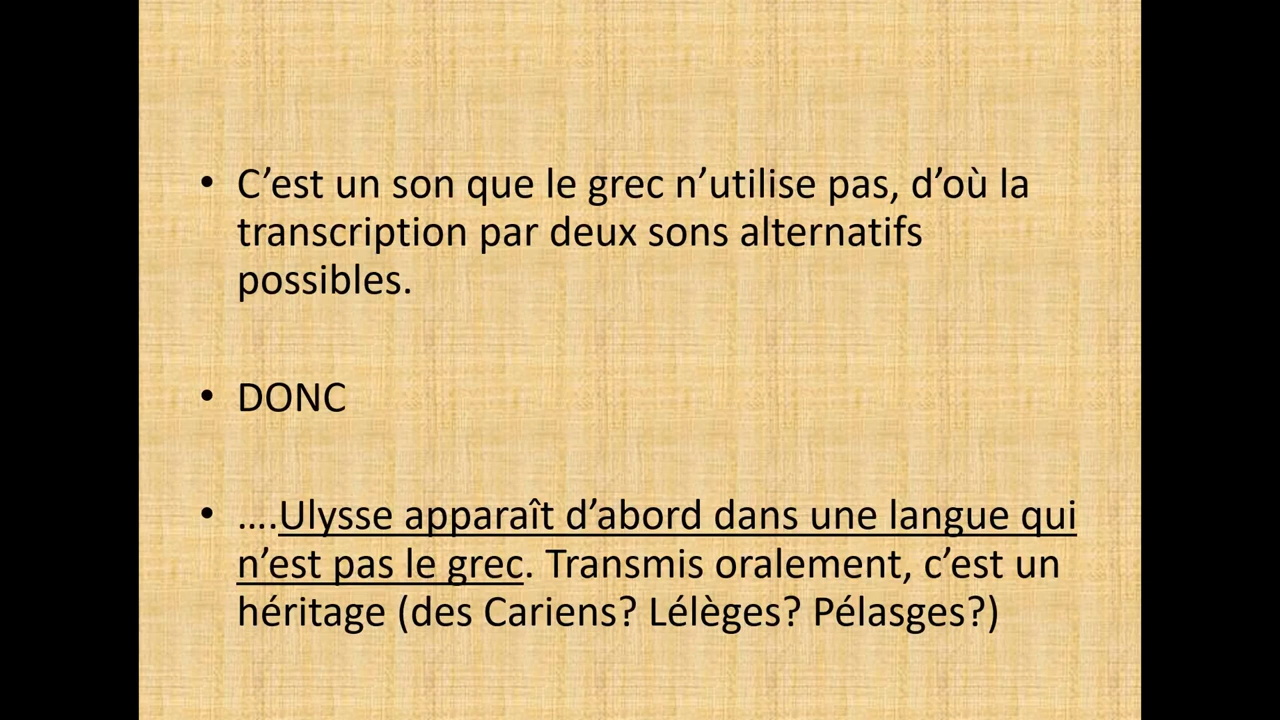 • C’est un son que le grec n’utilise pas, d’où la
transcription par deux sons alternatifs
possibles.
• DONC
• ....Ulysse apparaît d’abord dans une langue qui
n’est pas le grec. Transmis oralement, c’est un
héritage (des Cariens? Lélèges? Pélasges?)